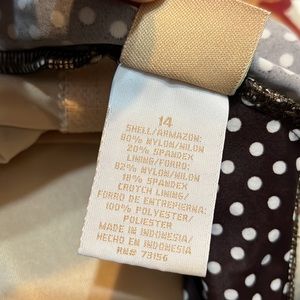 14
SHELL/ARMAZON:
80% NYLON/NILON
20% SPANDEX
LINING/FORRO:
82% NYLON/NILON
18% SPANDEX
CROTCH LINING/
FORRO DE ENTREPIERNA:
100% POLYESTER/
POLIESTER
MADE IN INDONESIA/
HECHO EN INDONESIA
RN# 73156